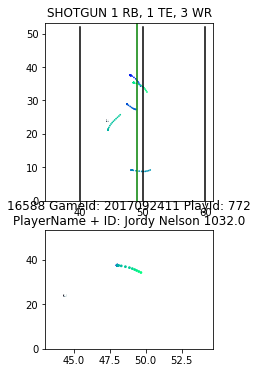 SHOTGUN 1 RB, 1 TE, 3 WR
50
40
30
20
10
0
40 50 60
16588 GameId: 2017092411 PlayId: 772
PlayerName + ID: Jordy Nelson 1032.0
40
20
0
45.0 47.5 50.0 52.5